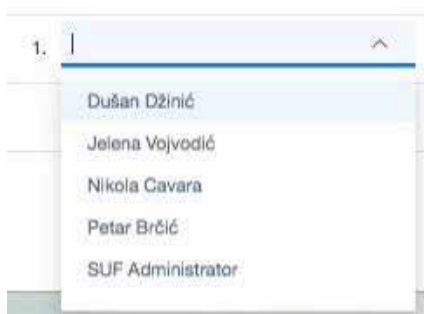 1.
Dušan Džinić
Jelena Vojvodić
Nikola Cavara
Petar Brčić
SUF Administrator